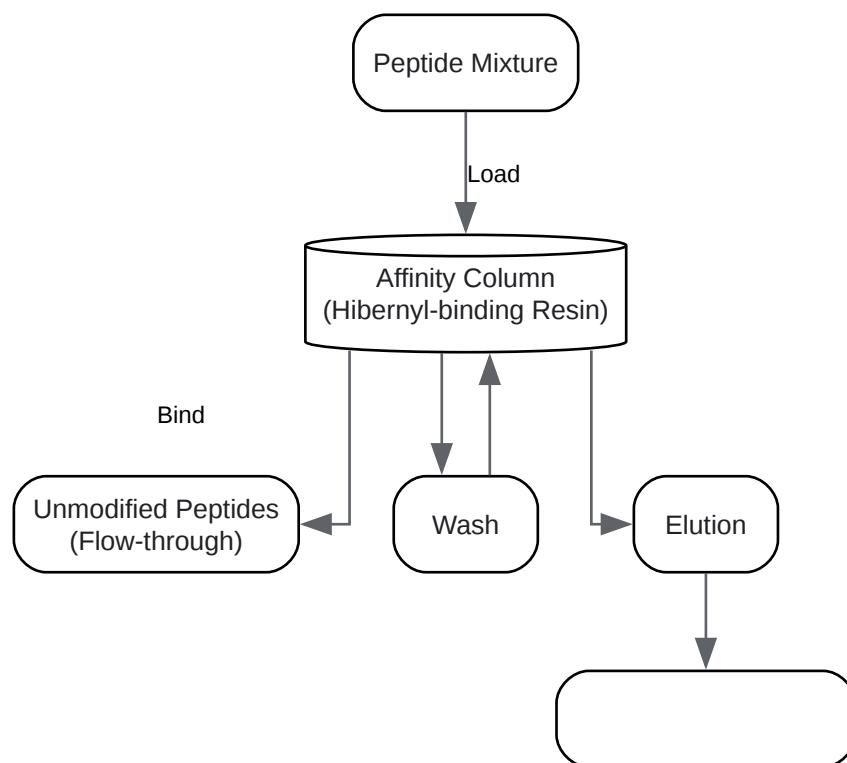 Peptide Mixture
Load
Affinity Column
(Hibernyl-binding Resin)
Bind
Unmodified Peptides
(Flow-through)
Wash
Elution